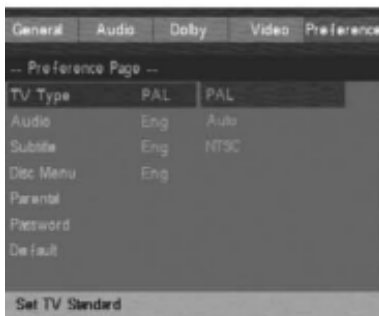 General Audio Dolby Video Preference
-- Preference Page --
TV Type PAL PAL
Audio Eng Auto
Subtitle Eng NTSC
Disc Menu Eng
Parental
Password
Default
Set TV Standard